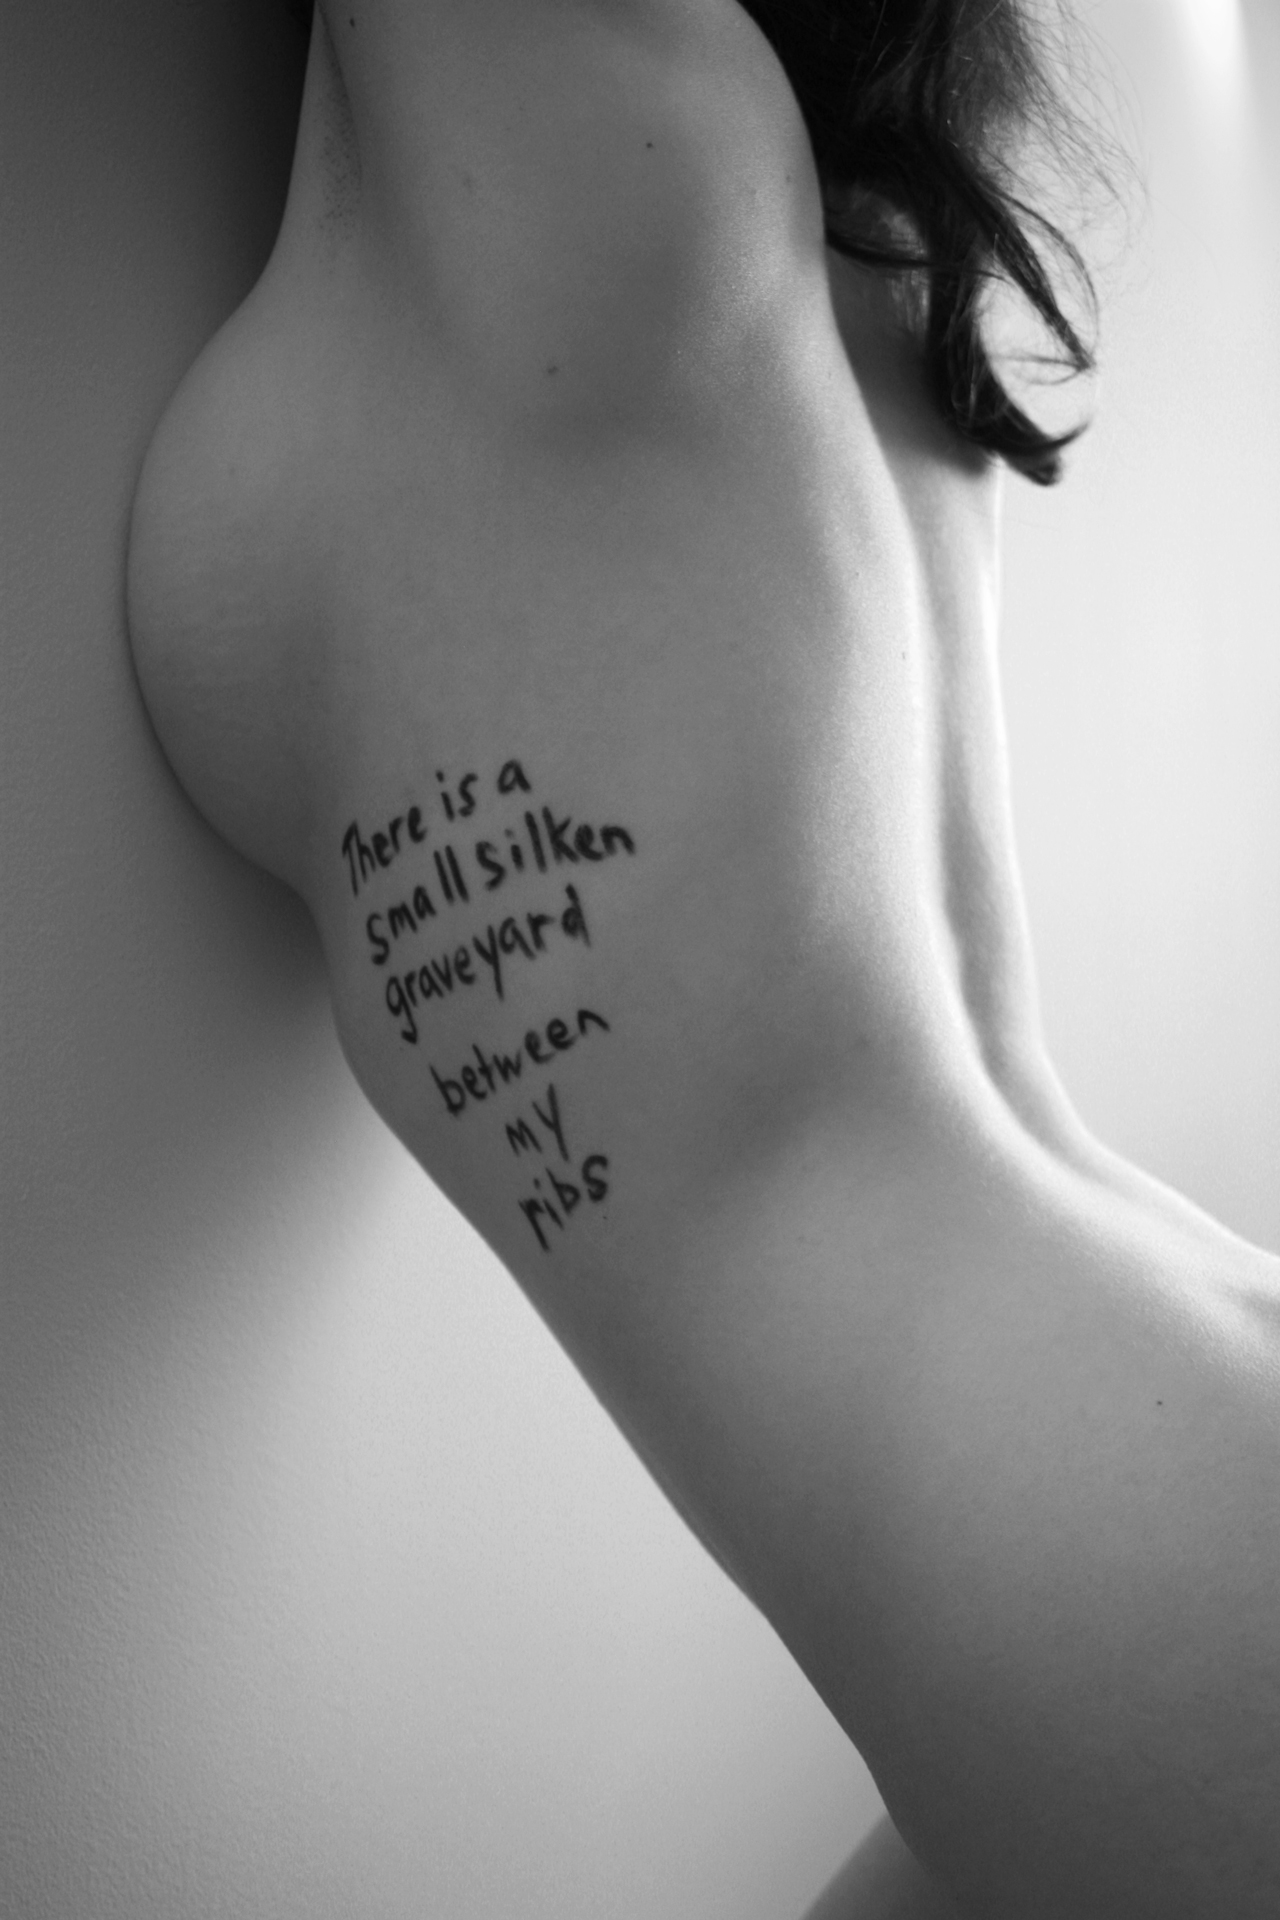 There is a
small silken
graveyard
between
my
ribs